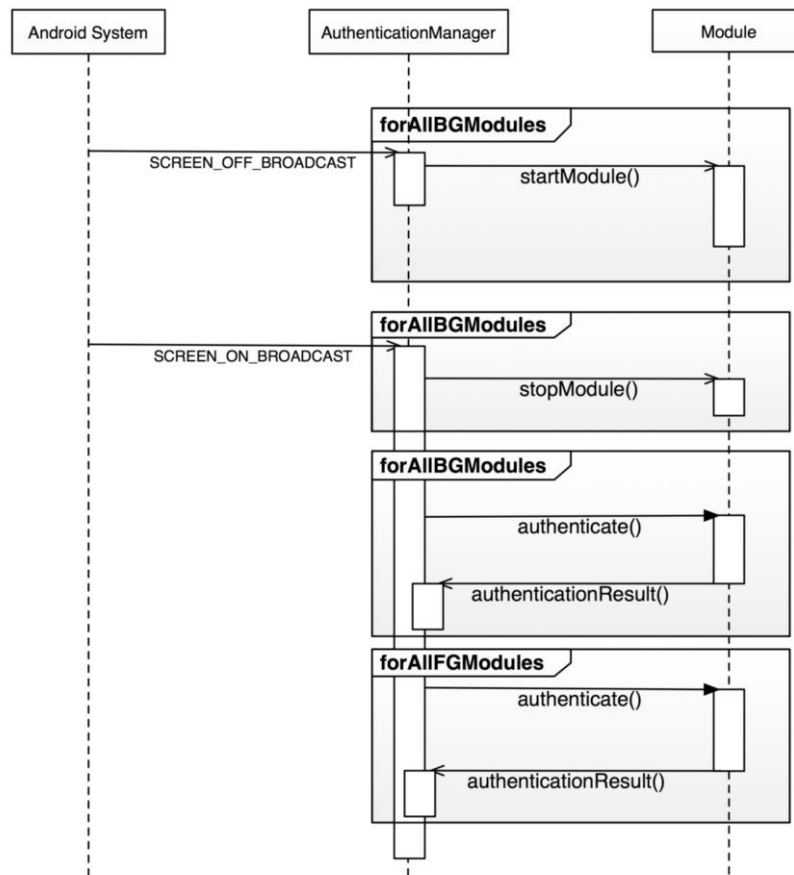 Android System
AuthenticationManager
Module
forAllBGModules
SCREEN_OFF_BROADCAST
startModule()
forAllBGModules
SCREEN_ON_BROADCAST
stopModule()
forAllBGModules
authenticate()
authenticationResult()
forAllFGModules
authenticate()
authenticationResult()